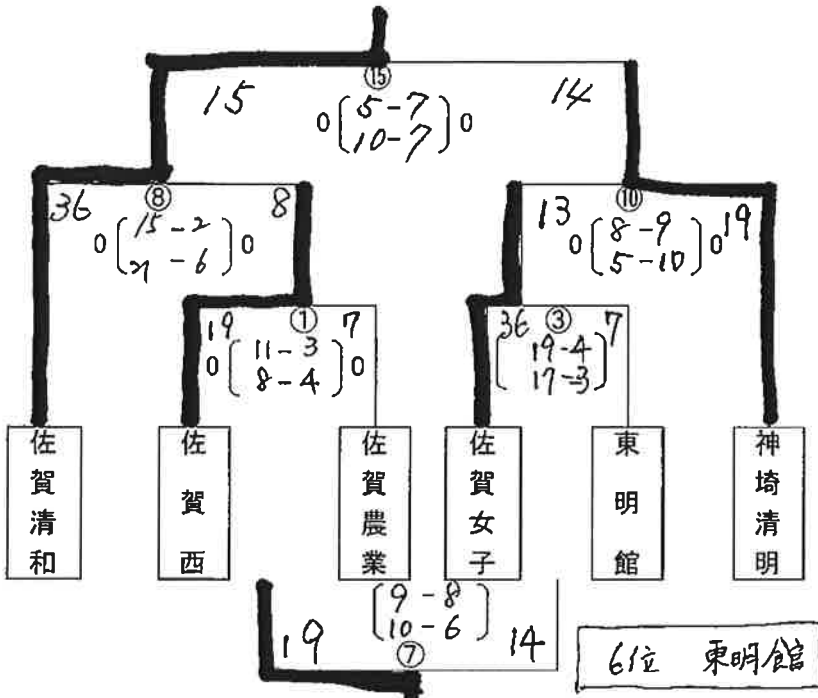 ⑮
15 0(5-7)0 14
10-7
⑧
36 0(15-2)0 8
21-6
⑩
13 0(8-9)0 19
5-10
①
19 0(11-3)0 7
8-4
③
36(19-4)7
17-3
佐賀清和
佐賀西
佐賀農業
佐賀女子
東明館
神埼清明
(9-8)
10-6
19 ⑦ 14
6位 東明館